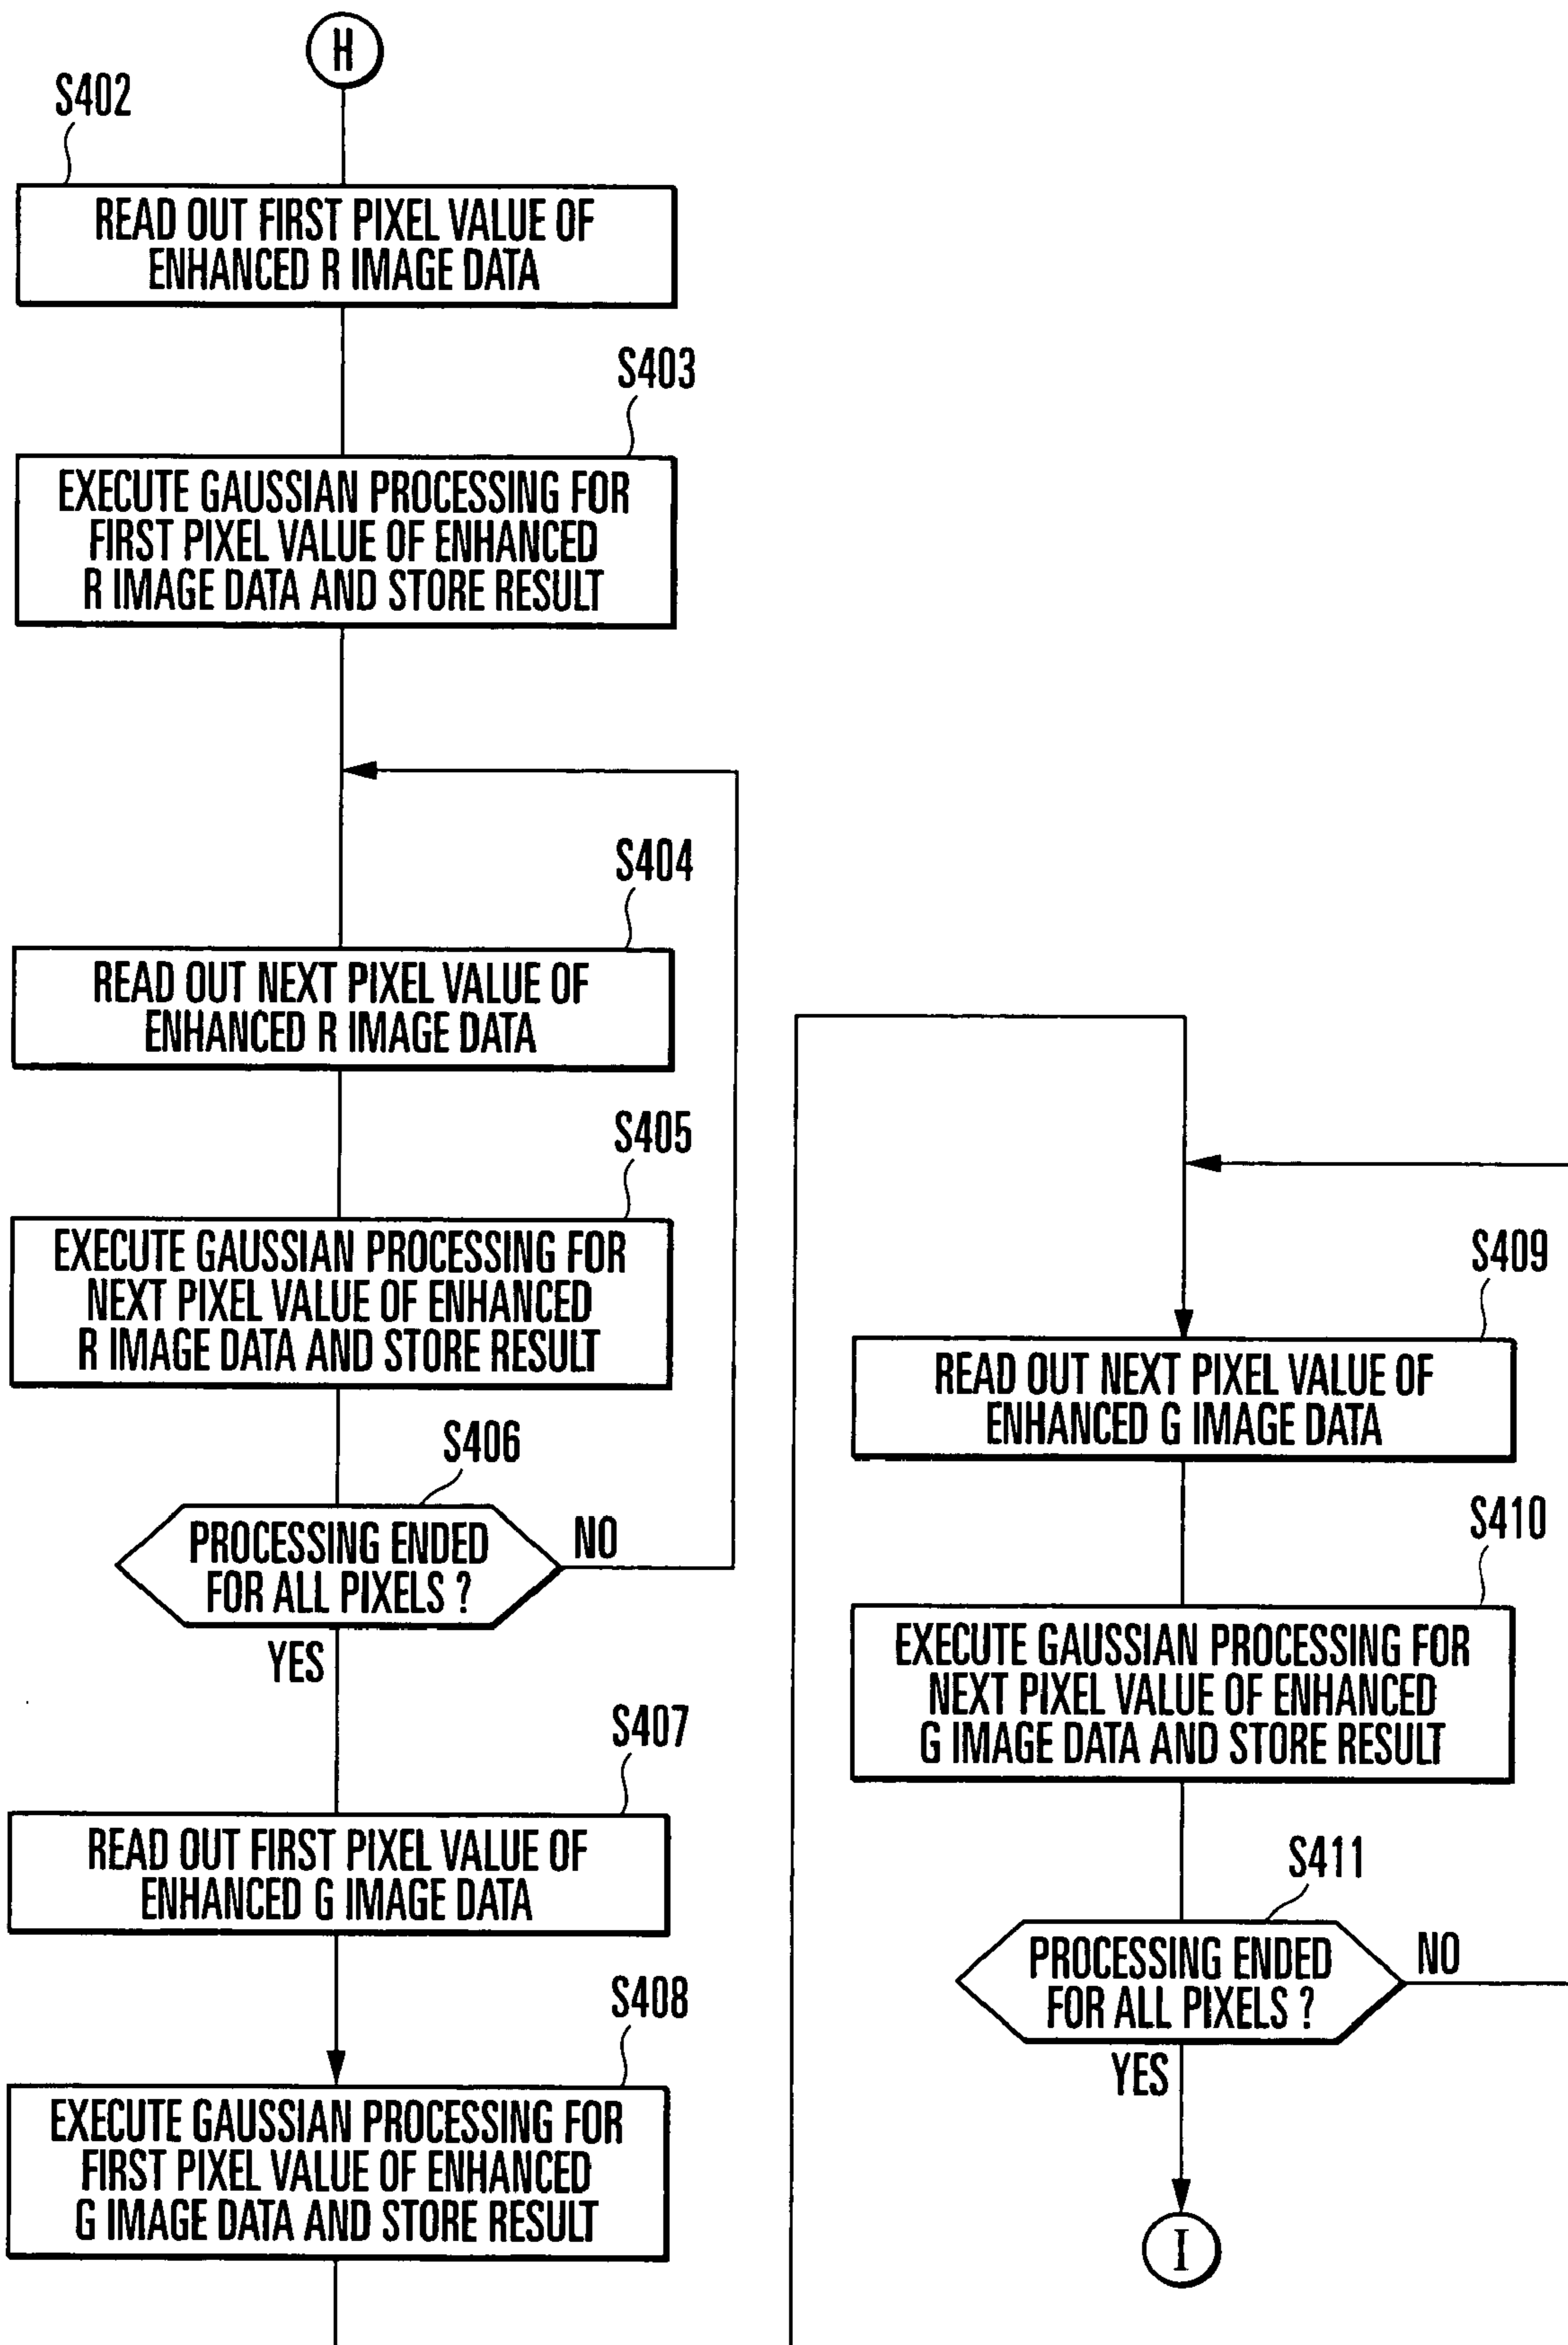 H
S402
READ OUT FIRST PIXEL VALUE OF
ENHANCED R IMAGE DATA
S403
EXECUTE GAUSSIAN PROCESSING FOR
FIRST PIXEL VALUE OF ENHANCED
R IMAGE DATA AND STORE RESULT
S404
READ OUT NEXT PIXEL VALUE OF
ENHANCED R IMAGE DATA
S405
EXECUTE GAUSSIAN PROCESSING FOR
NEXT PIXEL VALUE OF ENHANCED
R IMAGE DATA AND STORE RESULT
S406
PROCESSING ENDED
FOR ALL PIXELS ?
NO
YES
S407
READ OUT FIRST PIXEL VALUE OF
ENHANCED G IMAGE DATA
S408
EXECUTE GAUSSIAN PROCESSING FOR
FIRST PIXEL VALUE OF ENHANCED
G IMAGE DATA AND STORE RESULT
S409
READ OUT NEXT PIXEL VALUE OF
ENHANCED G IMAGE DATA
S410
EXECUTE GAUSSIAN PROCESSING FOR
NEXT PIXEL VALUE OF ENHANCED
G IMAGE DATA AND STORE RESULT
S411
PROCESSING ENDED
FOR ALL PIXELS ?
NO
YES
I